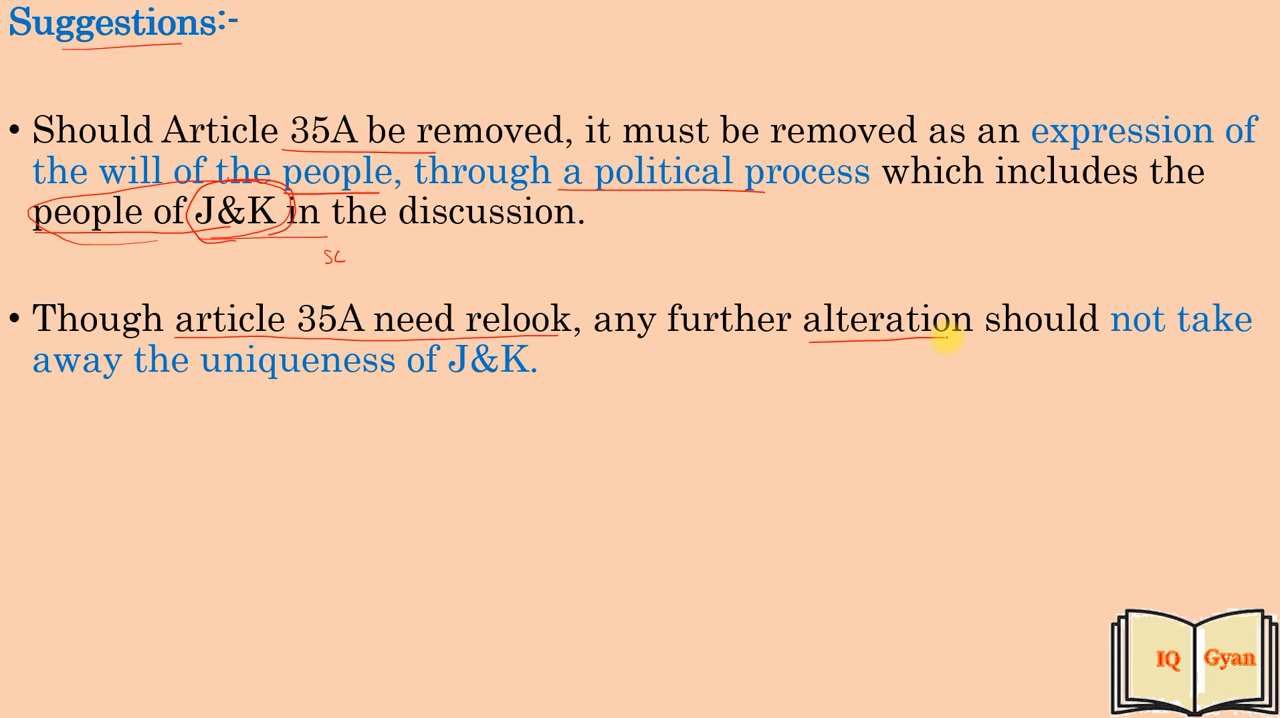 Suggestions:-
• Should Article 35A be removed, it must be removed as an expression of
the will of the people, through a political process which includes the
people of J&K in the discussion.
SC
• Though article 35A need relook, any further alteration should not take
away the uniqueness of J&K.
IQ Gyan